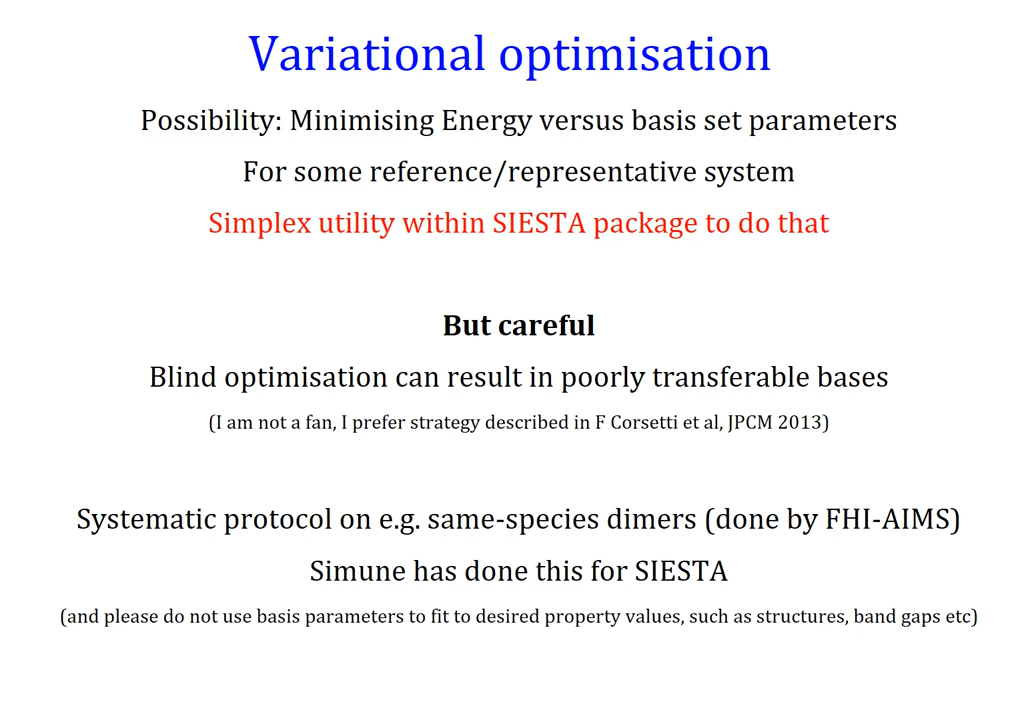 Variational optimisation
Possibility: Minimising Energy versus basis set parameters
For some reference/representative system
Simplex utility within SIESTA package to do that
But careful
Blind optimisation can result in poorly transferable bases
(I am not a fan, I prefer strategy described in F Corsetti et al, JPCM 2013)
Systematic protocol on e.g. same-species dimers (done by FHI-AIMS)
Simune has done this for SIESTA
(and please do not use basis parameters to fit to desired property values, such as structures, band gaps etc)